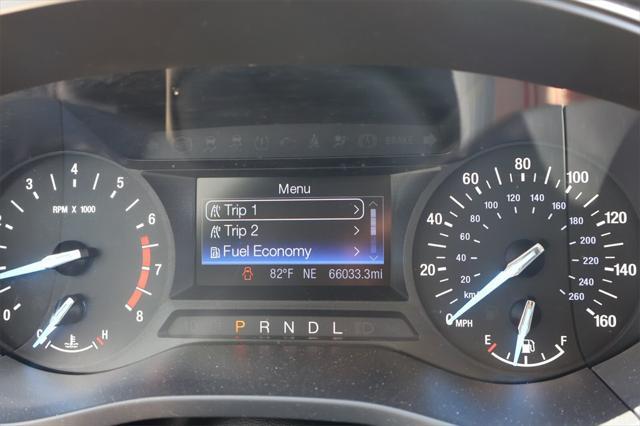 BRAKE
Menu
Trip 1
Trip 2
Fuel Economy
82°F NE 66033.3mi
P R N D L
0 1 2 3 4 5 6 7 8
RPM X 1000
C H
0 20 40 60 80 100 120 140 160
20 40 60 80 100 120 140 160 180 200 220 240 260
km/h
MPH
E F